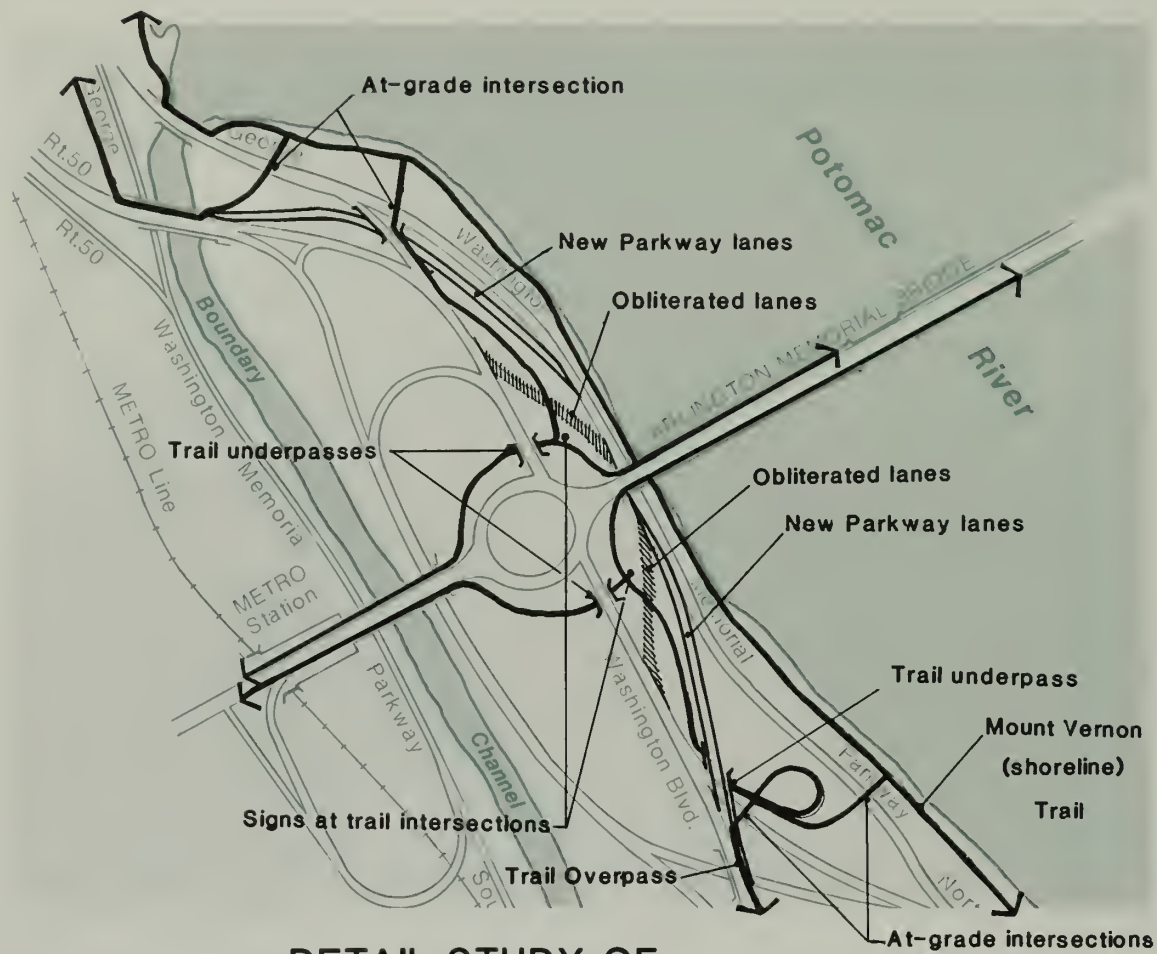 At-grade intersection
George
George
Rt.50
Rt.50
Potomac
River
New Parkway lanes
Washington
Obliterated lanes
ARLINGTON MEMORIAL BRIDGE
Boundary
Channel
Washington Memoria
Parkway
METRO Line
Trail underpasses
Obliterated lanes
New Parkway lanes
METRO
Station
Memorial
Parkway
Washington Blvd.
Trail underpass
Mount Vernon
(shoreline)
Trail
Signs at trail intersections
Trail Overpass
At-grade intersections
DETAIL STUDY OF